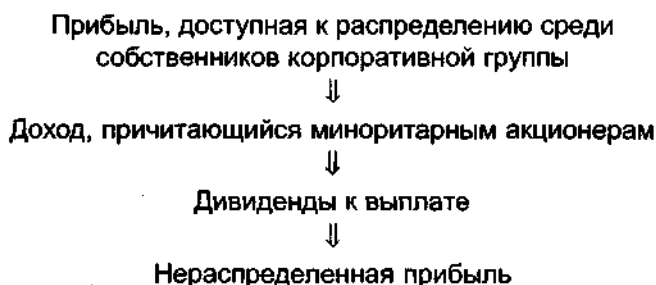 Прибыль, доступная к распределению среди
собственников корпоративной группы
⇓
Доход, причитающийся миноритарным акционерам
⇓
Дивиденды к выплате
⇓
Нераспределенная прибыль